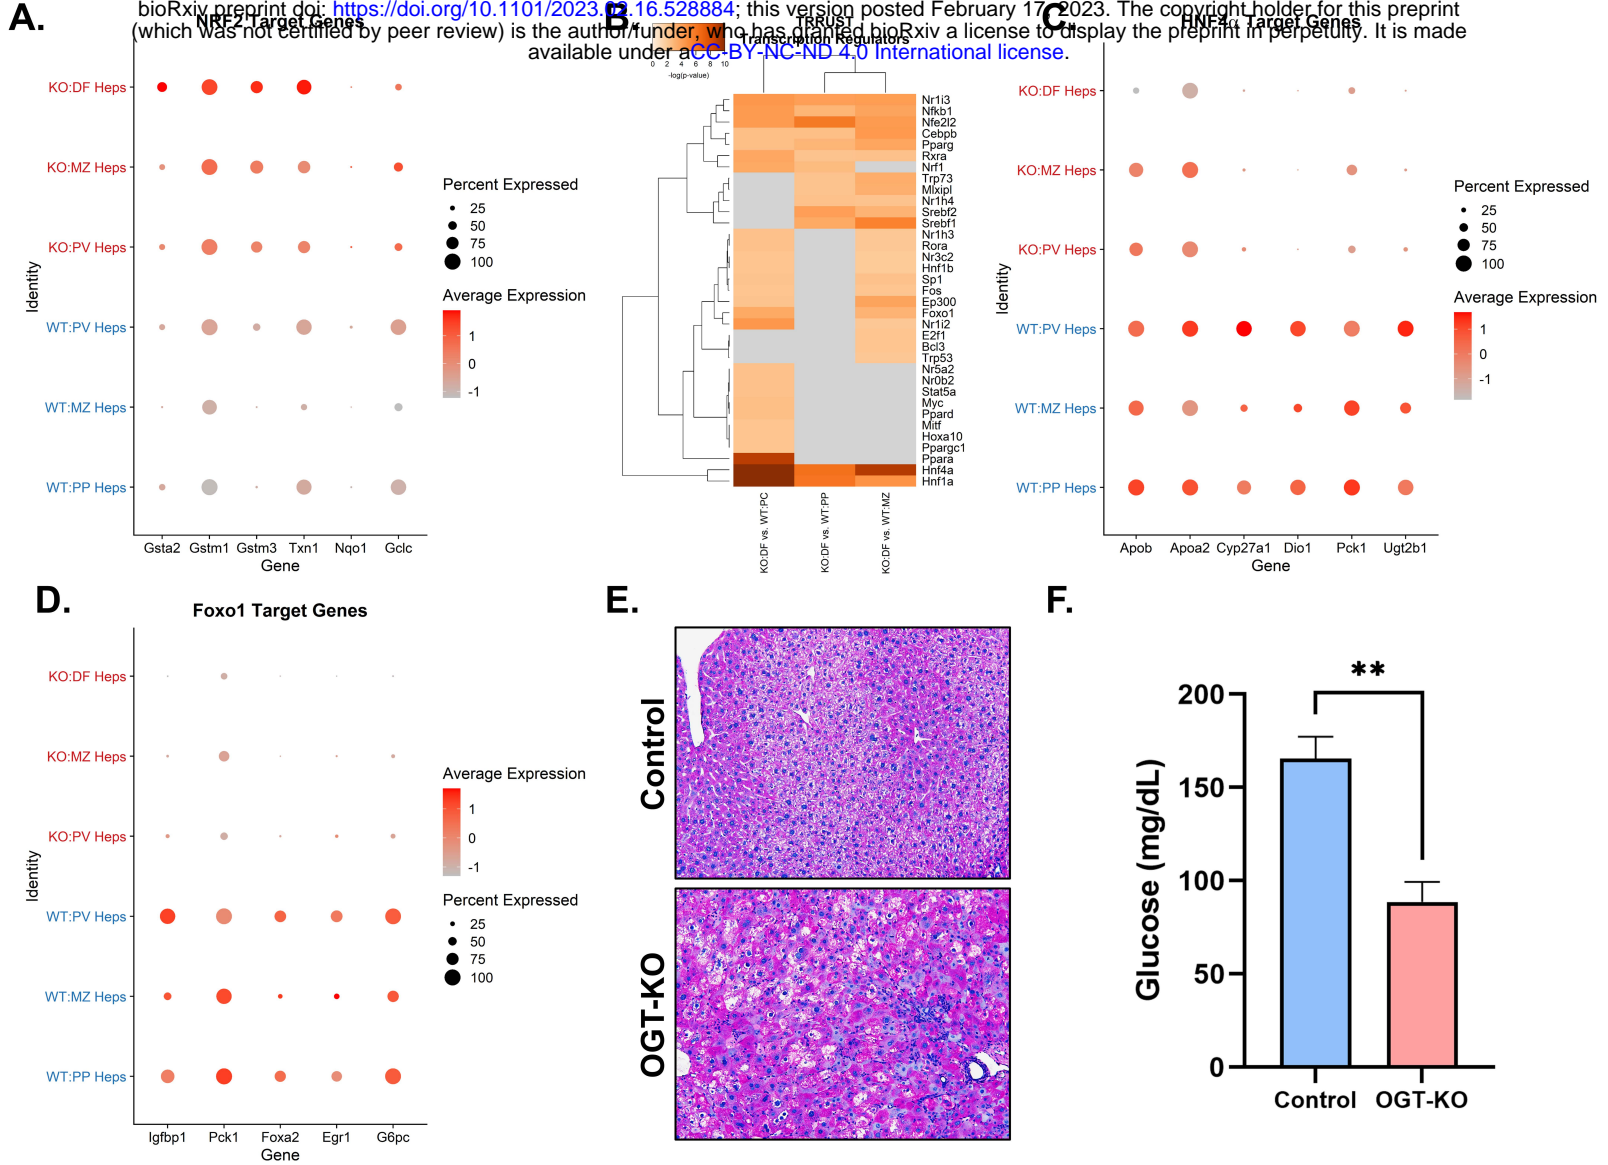 bioRxiv preprint doi: https://doi.org/10.1101/2023.02.16.528884; this version posted February 17, 2023. The copyright holder for this preprint
(which was not certified by peer review) is the author/funder, who has granted bioRxiv a license to display the preprint in perpetuity. It is made
available under aCC-BY-NC-ND 4.0 International license.
A.
NRF2 Target Genes
KO:DF Heps
KO:MZ Heps
KO:PV Heps
WT:PV Heps
WT:MZ Heps
WT:PP Heps
Identity
Gsta2 Gstm1 Gstm3 Txn1 Nqo1 Gclc
Gene
Percent Expressed
25
50
75
100
Average Expression
1
0
-1
B.
TRRUST
Transcription Regulators
0 2 4 6 8 10
-log(p-value)
Nr1i3
Nfkb1
Nfe2l2
Cebpb
Pparg
Rxra
Nrf1
Trp73
Mlxipl
Nr1h4
Srebf2
Srebf1
Nr1h3
Rora
Nr3c2
Hnf1b
Sp1
Fos
Ep300
Foxo1
Nr1i2
E2f1
Bcl3
Trp53
Nr5a2
Nr0b2
Stat5a
Myc
Ppard
Mitf
Hoxa10
Ppargc1
Ppara
Hnf4a
Hnf1a
KO:DF vs. WT:PC
KO:DF vs. WT:PP
KO:DF vs. WT:MZ
C.
HNF4α Target Genes
KO:DF Heps
KO:MZ Heps
KO:PV Heps
WT:PV Heps
WT:MZ Heps
WT:PP Heps
Identity
Apob Apoa2 Cyp27a1 Dio1 Pck1 Ugt2b1
Gene
Percent Expressed
25
50
75
100
Average Expression
1
0
-1
D.
Foxo1 Target Genes
KO:DF Heps
KO:MZ Heps
KO:PV Heps
WT:PV Heps
WT:MZ Heps
WT:PP Heps
Identity
Igfbp1 Pck1 Foxa2 Egr1 G6pc
Gene
Average Expression
1
0
-1
Percent Expressed
25
50
75
100
E.
Control
OGT-KO
F.
**
200
150
100
50
0
Glucose (mg/dL)
Control OGT-KO